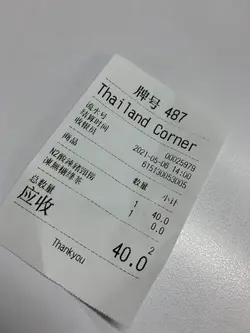 牌号 487
Thailand Corner
流水号 00025979
结算时间 2021-05-06 14:00
收银员 615130053005
商品 数量 小计
1 40.0
1 0.0
总数量 2
应收 40.0
Thankyou